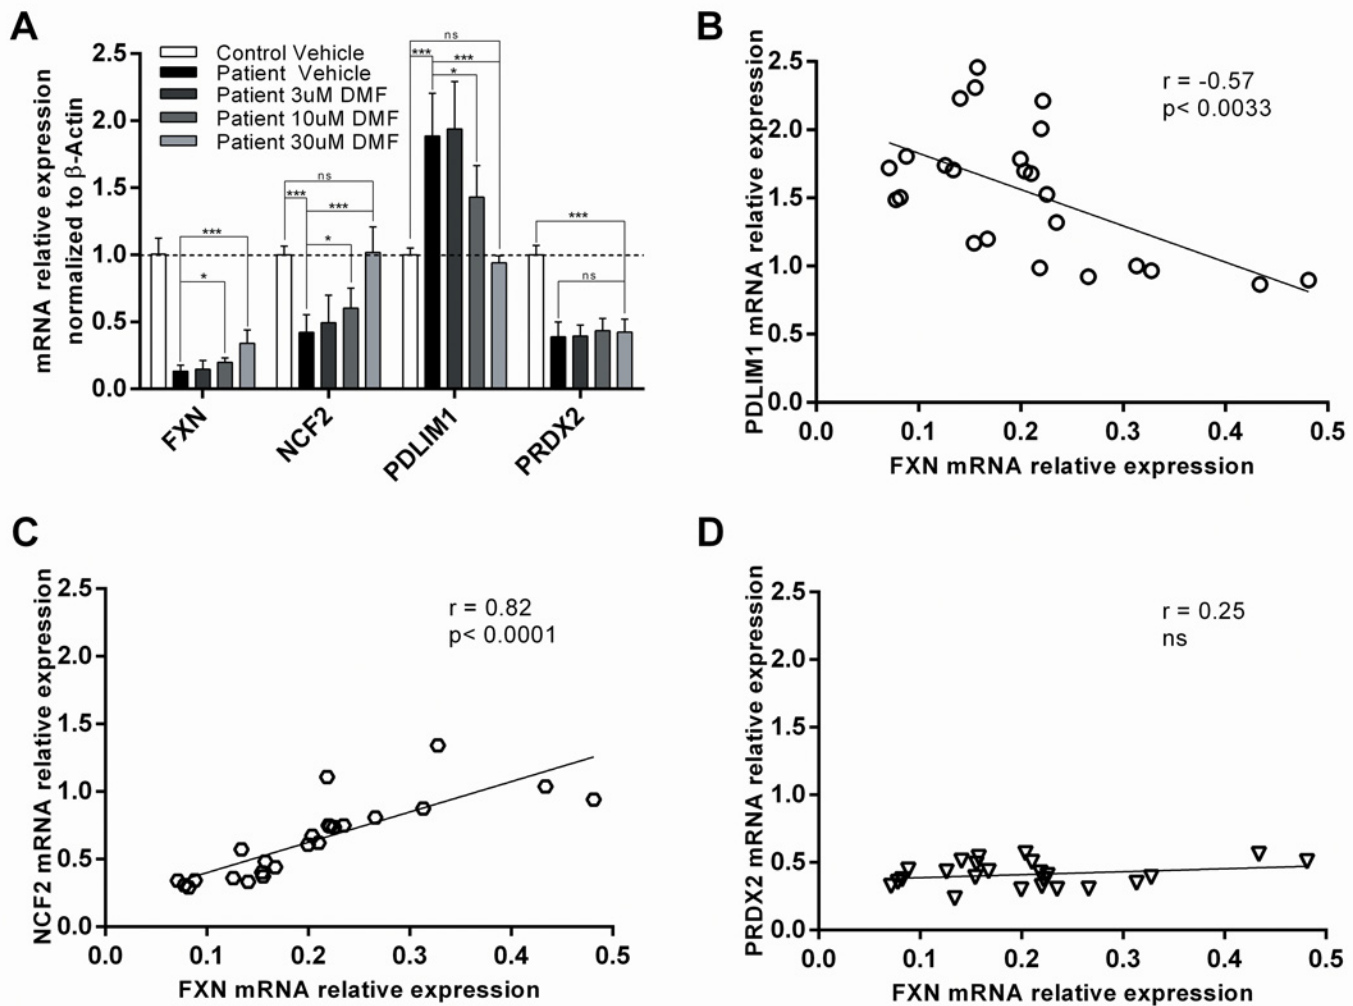 A
mRNA relative expression
normalized to β-Actin
2.5
2.0
1.5
1.0
0.5
0.0
Control Vehicle
Patient Vehicle
Patient 3uM DMF
Patient 10uM DMF
Patient 30uM DMF
***
*
ns
***
***
*
ns
***
***
*
***
ns
FXN
NCF2
PDLIM1
PRDX2
B
PDLIM1 mRNA relative expression
2.5
2.0
1.5
1.0
0.5
0.0
r = -0.57
p< 0.0033
0.0 0.1 0.2 0.3 0.4 0.5
FXN mRNA relative expression
C
NCF2 mRNA relative expression
2.5
2.0
1.5
1.0
0.5
0.0
r = 0.82
p< 0.0001
0.0 0.1 0.2 0.3 0.4 0.5
FXN mRNA relative expression
D
PRDX2 mRNA relative expression
2.5
2.0
1.5
1.0
0.5
0.0
r = 0.25
ns
0.0 0.1 0.2 0.3 0.4 0.5
FXN mRNA relative expression